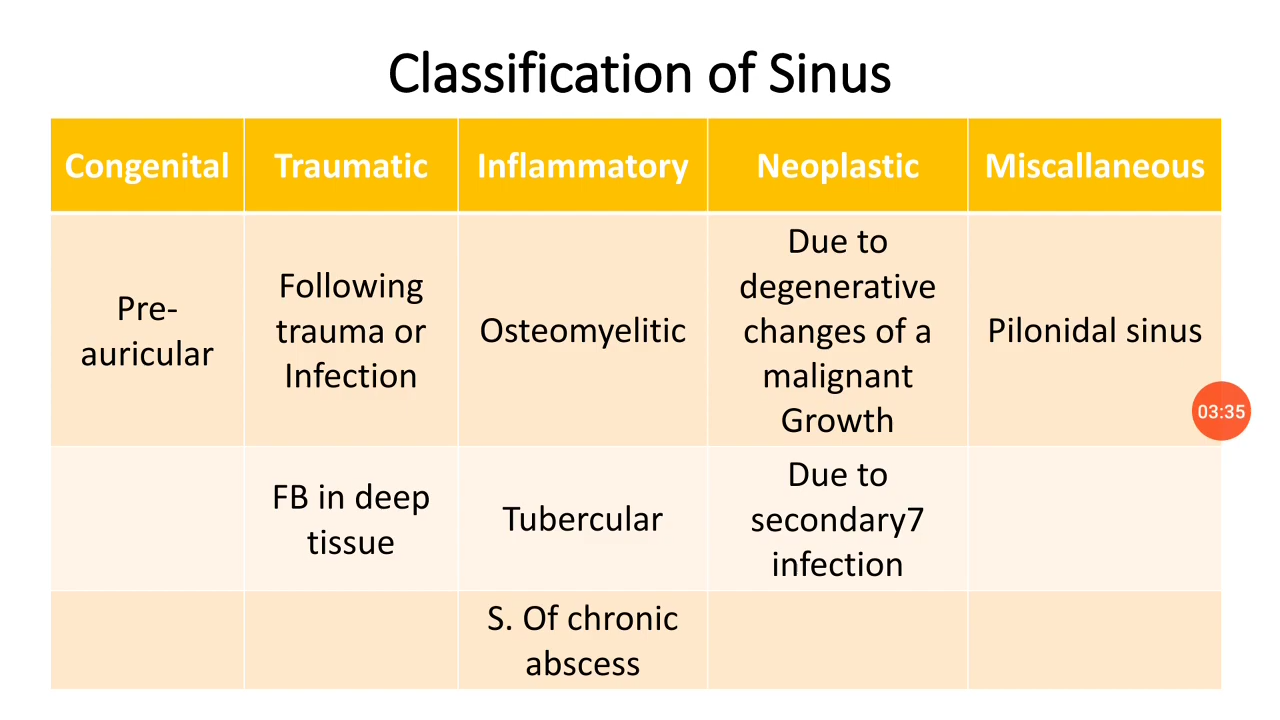 Classification of Sinus
Congenital Traumatic Inflammatory Neoplastic Miscallaneous
Pre-
auricular
Following
trauma or
Infection
Osteomyelitic
Due to
degenerative
changes of a
malignant
Growth
Pilonidal sinus
03:35
FB in deep
tissue
Tubercular
Due to
secondary7
infection
S. Of chronic
abscess